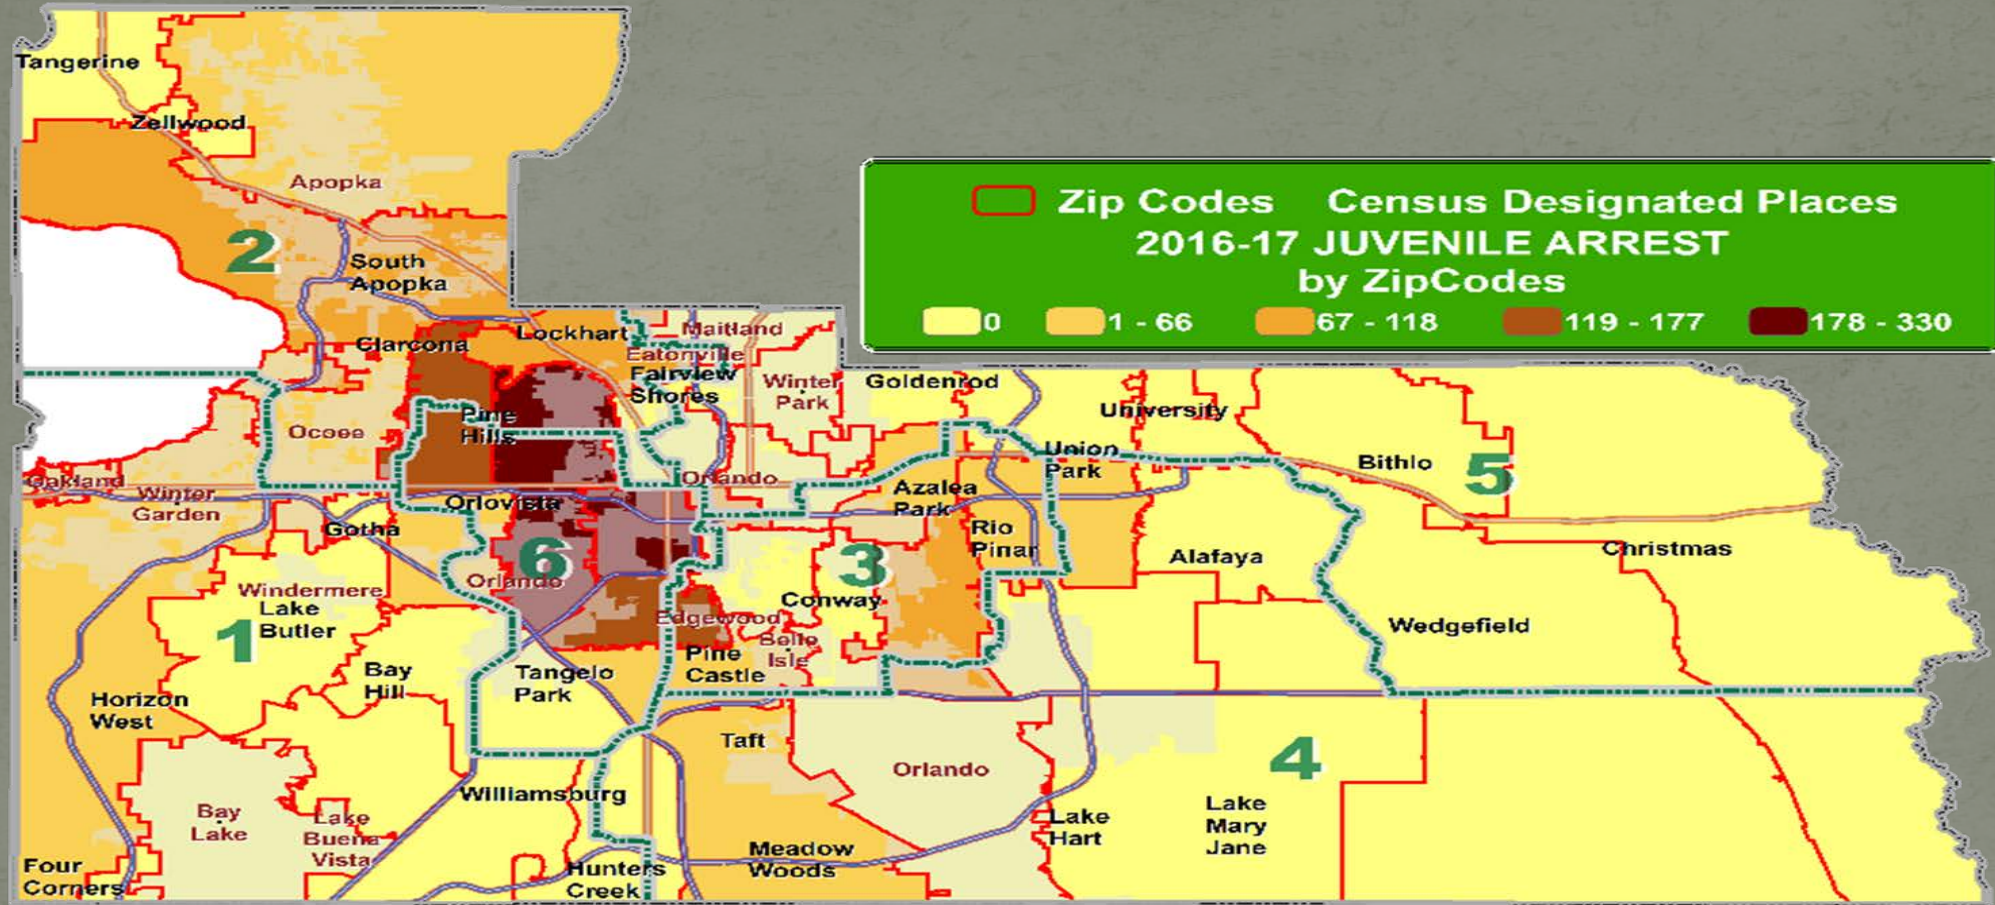 Tangerine
Zellwood
Apopka
2
South
Apopka
Zip Codes Census Designated Places
2016-17 JUVENILE ARREST
by ZipCodes
0 1 - 66 67 - 118 119 - 177 178 - 330
Clarcona
Lockhart
Maitland
Eatonville
Fairview
Shores
Winter
Park
Goldenrod
University
Pine
Hills
Ocoee
Union
Park
Bithlo
5
Oakland
Winter
Garden
Orlovista
Orlando
Azalea
Park
Gotha
Rio
Pinar
Alafaya
Christmas
6
Orlando
3
Conway
Windermere
Lake
Butler
1
Edgewood
Belle
Isle
Wedgefield
Bay
Hill
Tangelo
Park
Pine
Castle
Horizon
West
Taft
Orlando
4
Williamsburg
Bay
Lake
Lake
Buena
Vista
Lake
Hart
Lake
Mary
Jane
Four
Corners
Hunters
Creek
Meadow
Woods